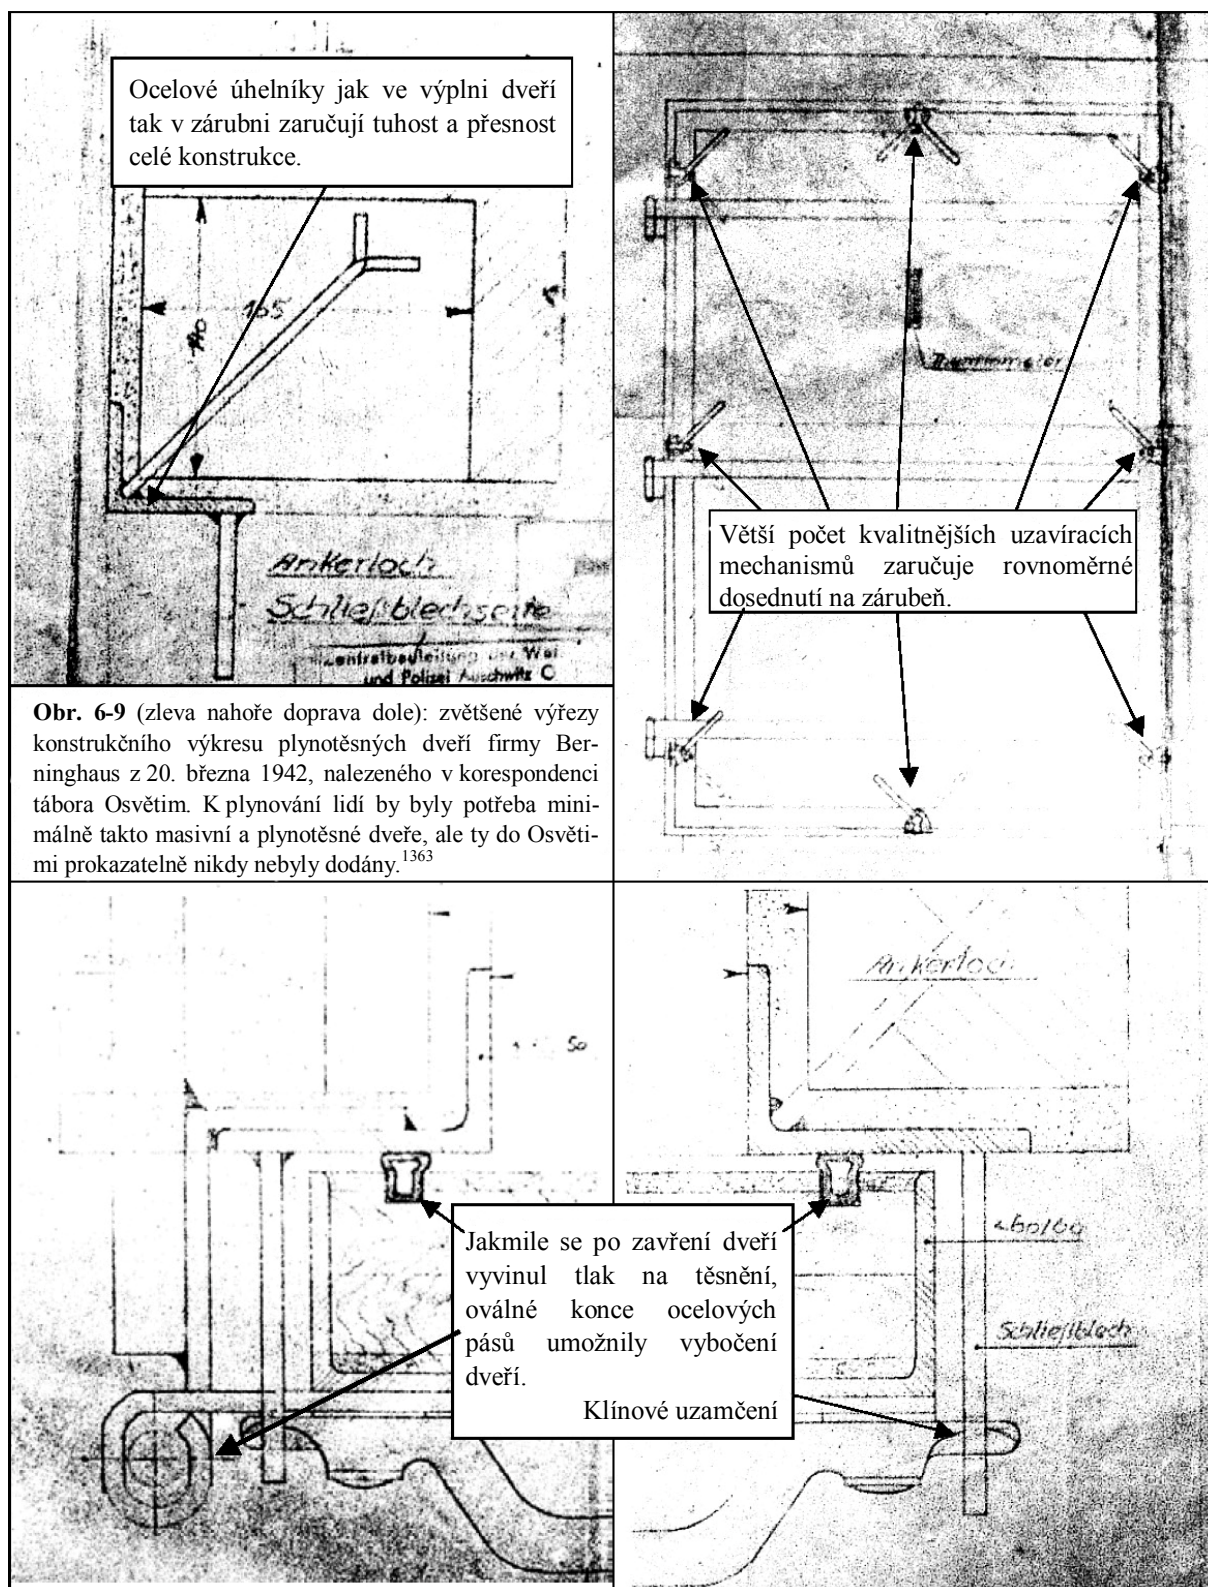 Ocelové úhelníky jak ve výplni dveří
tak v zárubni zaručují tuhost a přesnost
celé konstrukce.
165
Ankerloch
Schließblechseite
und Polizei Auschwitz O
Thermometer
Větší počet kvalitnějších uzavíracích
mechanismů zaručuje rovnoměrné
dosednutí na zárubeň.
Obr. 6-9 (zleva nahoře doprava dole): zvětšené výřezy
konstrukčního výkresu plynotěsných dveří firmy Ber-
ninghaus z 20. března 1942, nalezeného v korespondenci
tábora Osvětim. K plynování lidí by byly potřeba mini-
málně takto masivní a plynotěsné dveře, ale ty do Osvěti-
mi prokazatelně nikdy nebyly dodány.1363
50
Ankerloch
Jakmile se po zavření dveří
vyvinul tlak na těsnění,
oválné konce ocelových
pásů umožnily vybočení
dveří.
Klínové uzamčení
60/60
Schließblech